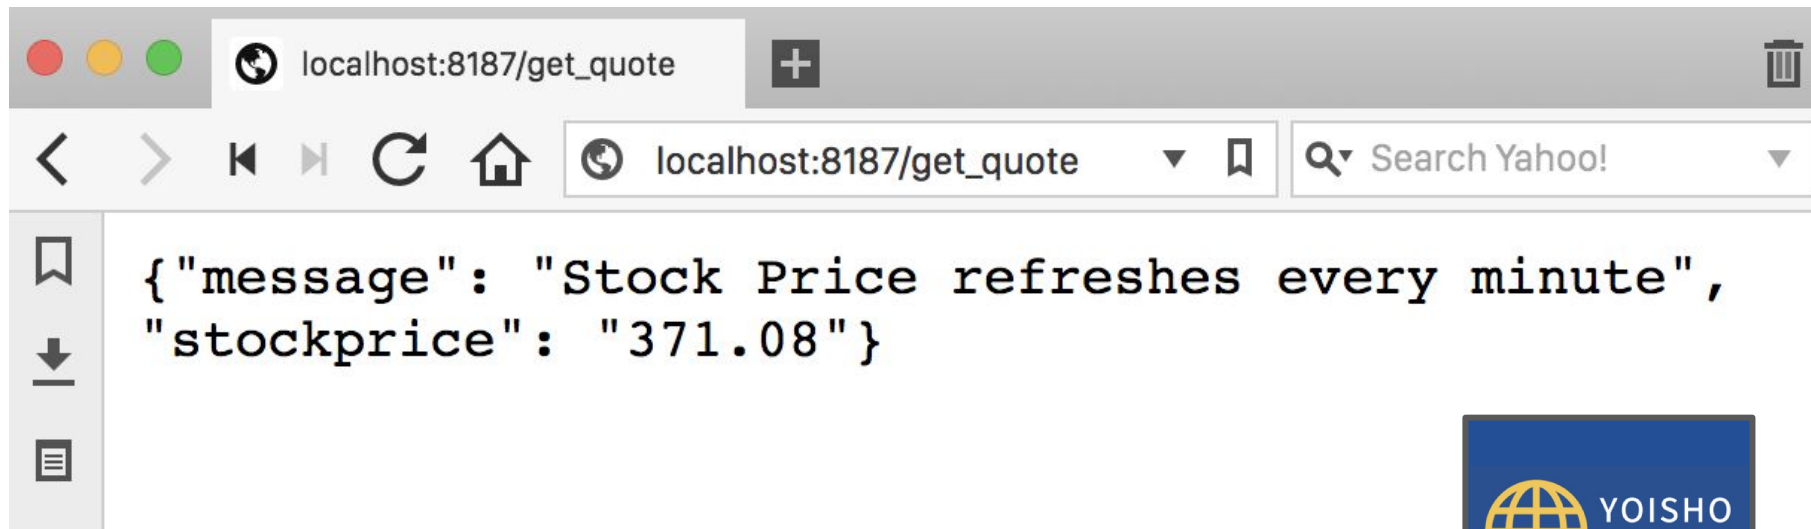 localhost:8187/get_quote
localhost:8187/get_quote
Search Yahoo!
{"message": "Stock Price refreshes every minute",
"stockprice": "371.08"}
YOISHO